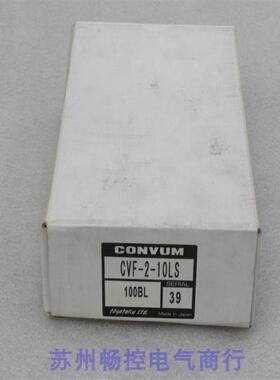 CONVUM
CVF-2-10LS
100BL
SERIAL
39
Myotoku Ltd.
Made in Japan
苏州畅控电气商行